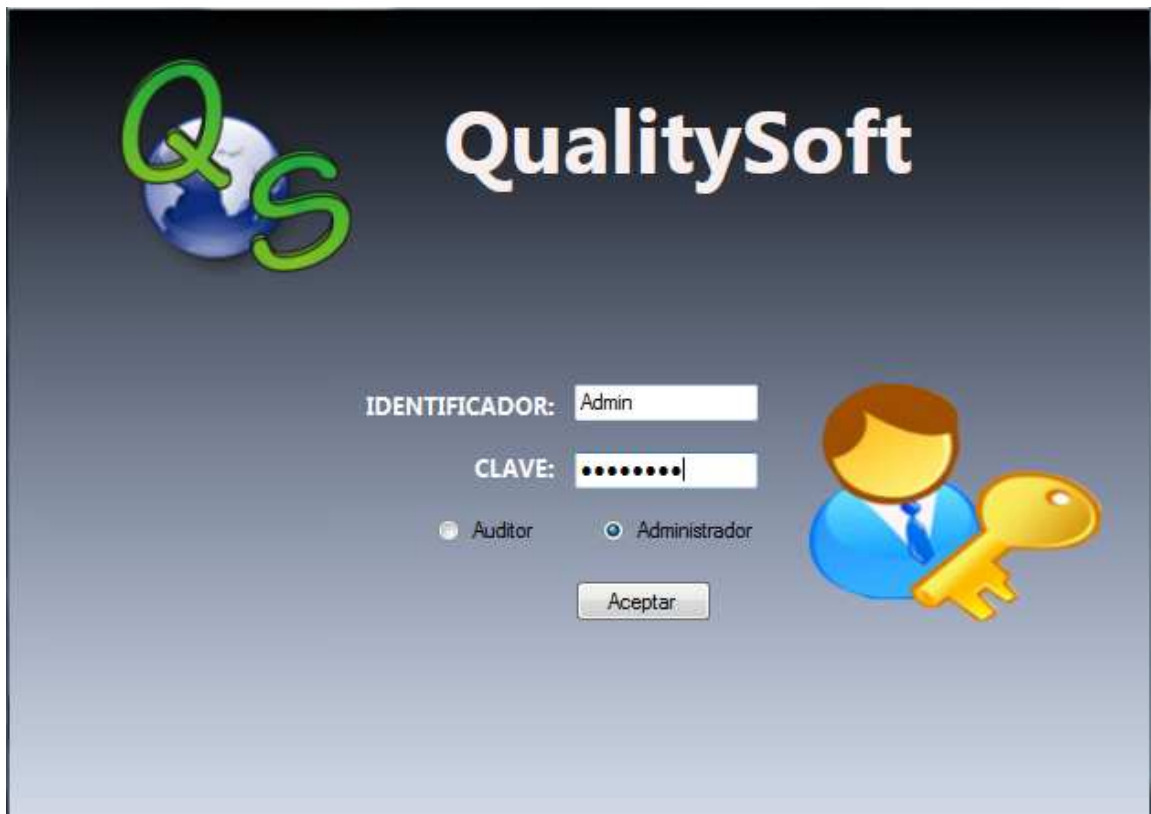 QS
QualitySoft
IDENTIFICADOR: Admin
CLAVE: ••••••••
Auditor Administrador
Aceptar